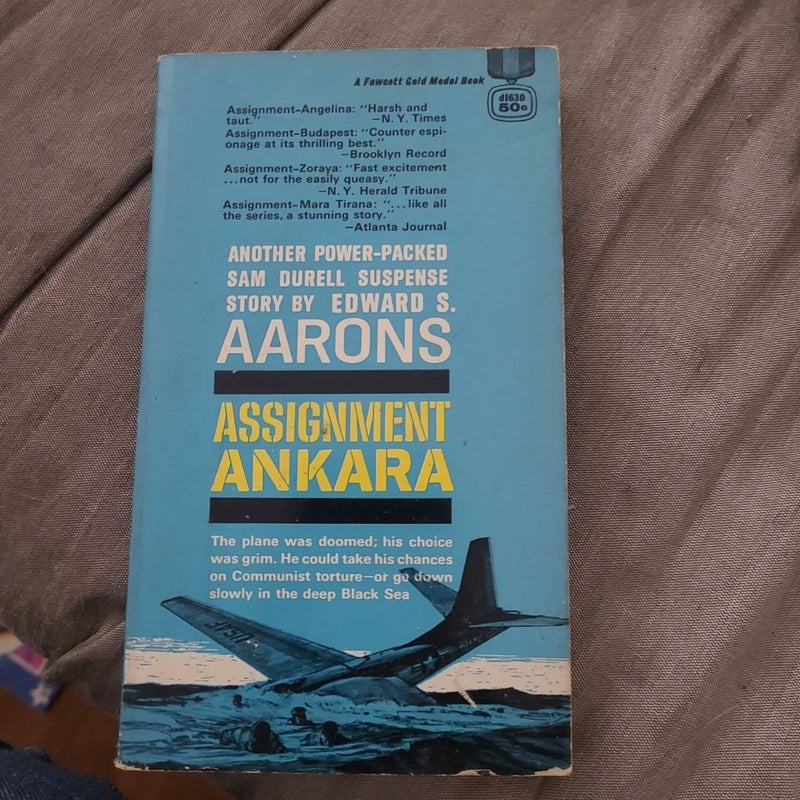 A Fawcett Gold Medal Book
d1630
50c
Assignment-Angelina: "Harsh and
taut." —N. Y. Times
Assignment-Budapest: "Counter espi-
onage at its thrilling best."
—Brooklyn Record
Assignment-Zoraya: "Fast excitement
...not for the easily queasy."
—N. Y. Herald Tribune
Assignment-Mara Tirana: "...like all
the series, a stunning story."
—Atlanta Journal
ANOTHER POWER-PACKED
SAM DURELL SUSPENSE
STORY BY EDWARD S.
AARONS
ASSIGNMENT
ANKARA
The plane was doomed; his choice
was grim. He could take his chances
on Communist torture—or go down
slowly in the deep Black Sea
USAF